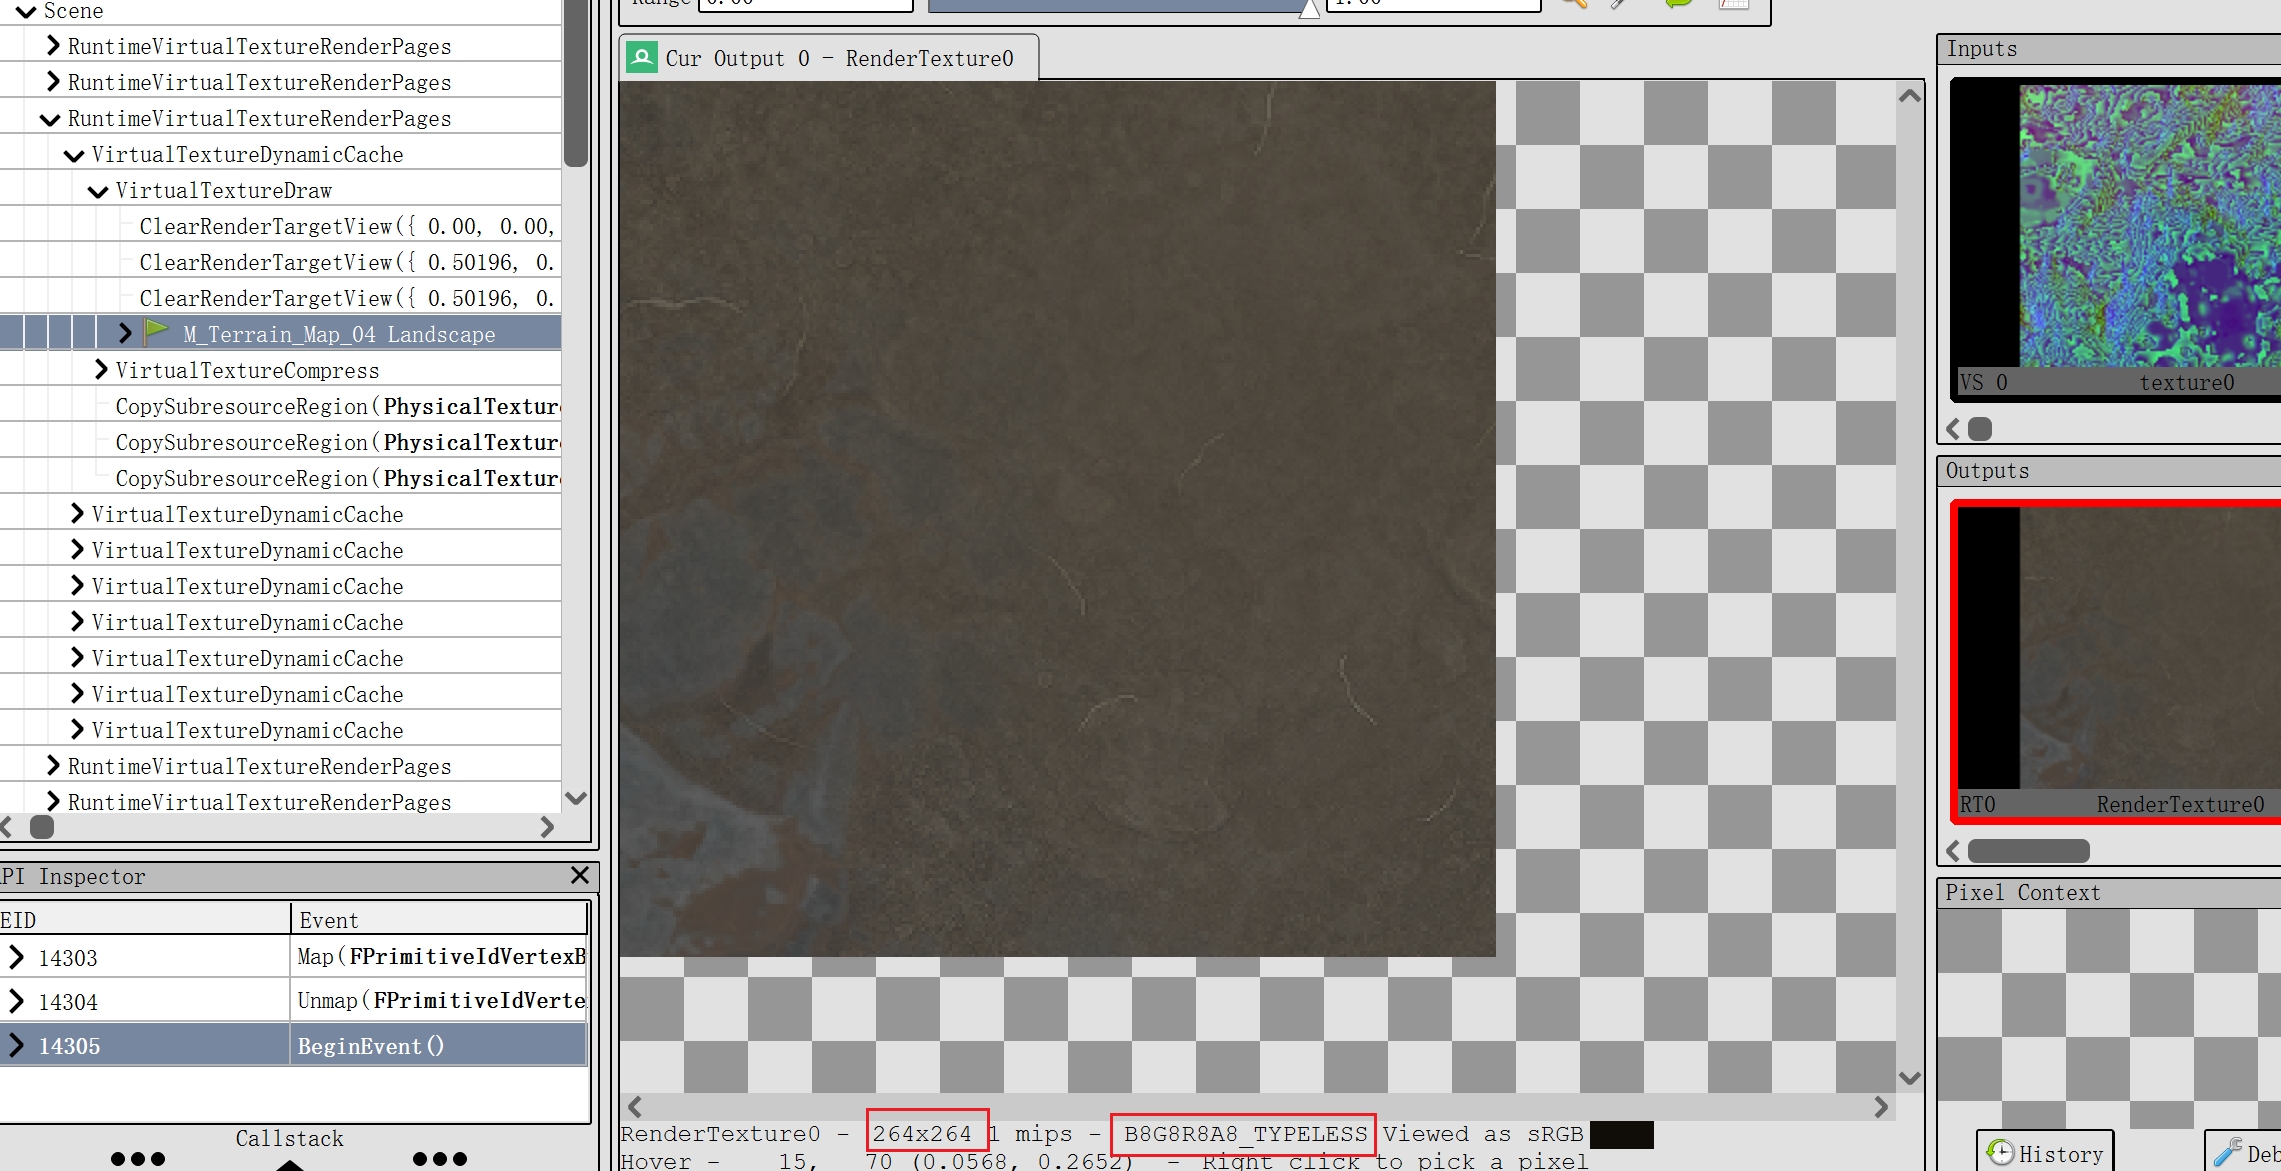 Scene
RuntimeVirtualTextureRenderPages
RuntimeVirtualTextureRenderPages
RuntimeVirtualTextureRenderPages
VirtualTextureDynamicCache
VirtualTextureDraw
ClearRenderTargetView({ 0.00, 0.00,
ClearRenderTargetView({ 0.50196, 0.
ClearRenderTargetView({ 0.50196, 0.
M_Terrain_Map_04 Landscape
VirtualTextureCompress
CopySubresourceRegion(PhysicalTextur
CopySubresourceRegion(PhysicalTextur
CopySubresourceRegion(PhysicalTextur
VirtualTextureDynamicCache
VirtualTextureDynamicCache
VirtualTextureDynamicCache
VirtualTextureDynamicCache
VirtualTextureDynamicCache
VirtualTextureDynamicCache
VirtualTextureDynamicCache
RuntimeVirtualTextureRenderPages
RuntimeVirtualTextureRenderPages
PI Inspector
EID Event
14303 Map(FPrimitiveIdVertexB
14304 Unmap(FPrimitiveIdVerte
14305 BeginEvent()
Callstack
Range 0.00 1.00
Cur Output 0 - RenderTexture0
RenderTexture0 - 264x264 1 mips - B8G8R8A8_TYPELESS Viewed as sRGB
Hover - 15, 70 (0.0568, 0.2652) - Right click to pick a pixel
Inputs
VS 0 texture0
Outputs
RT0 RenderTexture0
Pixel Context
History
Deb